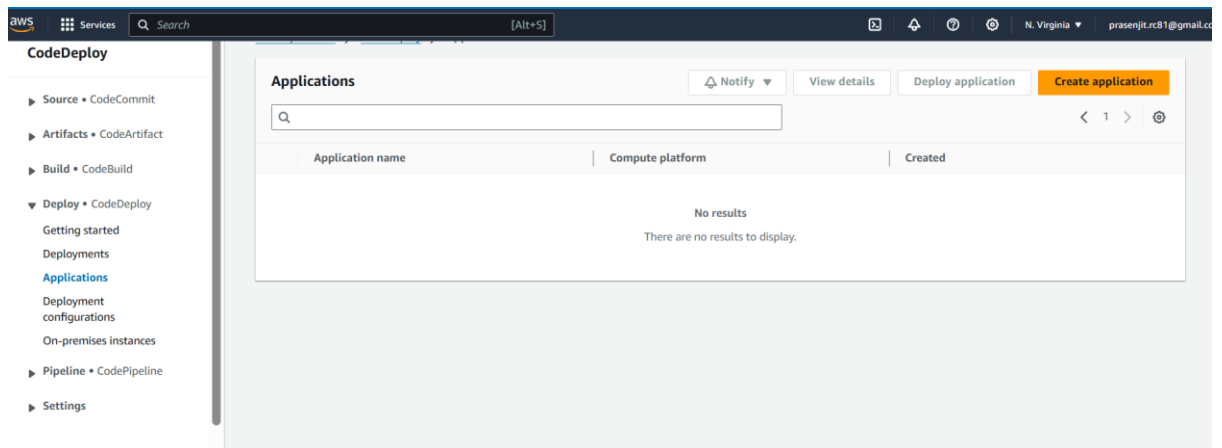 aws Services Search [Alt+S] N. Virginia ▼ prasenjit.rc81@gmail.co
CodeDeploy
Source • CodeCommit
Artifacts • CodeArtifact
Build • CodeBuild
Deploy • CodeDeploy
Getting started
Deployments
Applications
Deployment
configurations
On-premises instances
Pipeline • CodePipeline
Settings
Applications Notify ▼ View details Deploy application Create application
< 1 >
Application name Compute platform Created
No results
There are no results to display.